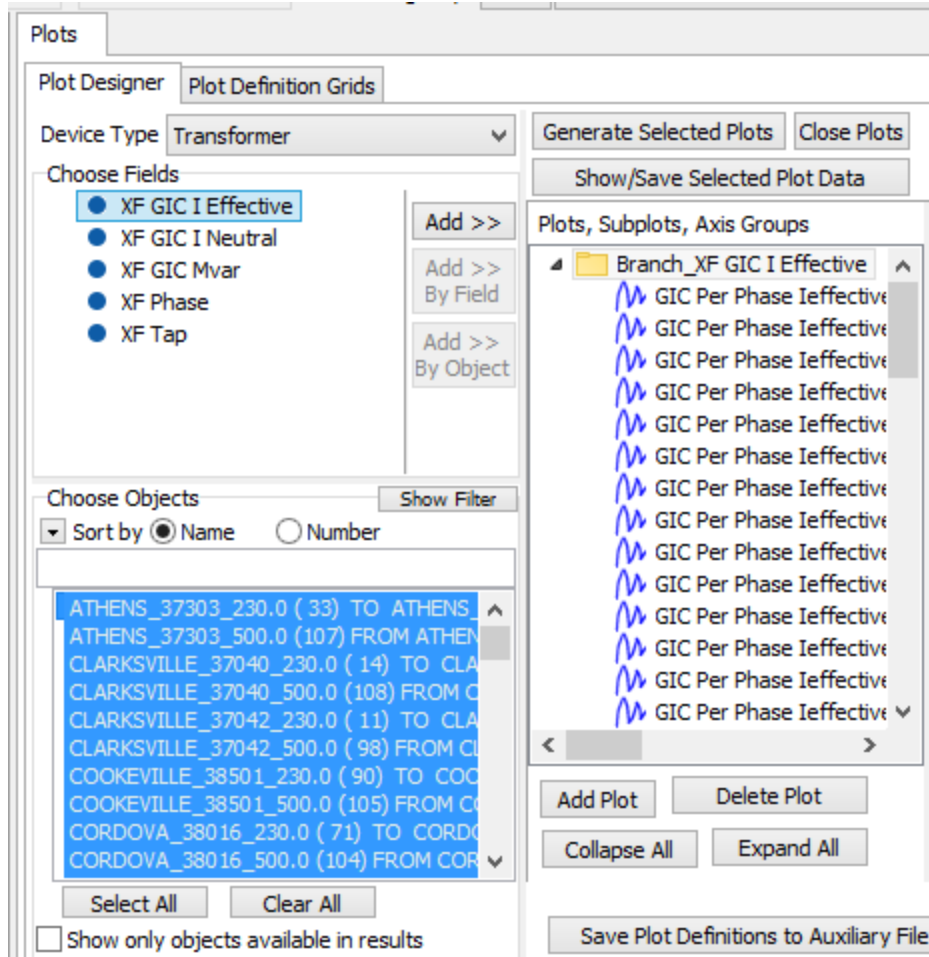 Plots
Plot Designer
Plot Definition Grids
Device Type
Transformer
Choose Fields
XF GIC I Effective
XF GIC I Neutral
XF GIC Mvar
XF Phase
XF Tap
Add >>
Add >>
By Field
Add >>
By Object
Choose Objects
Show Filter
Sort by
Name
Number
ATHENS_37303_230.0 ( 33) TO ATHENS_
ATHENS_37303_500.0 (107) FROM ATHEN
CLARKSVILLE_37040_230.0 ( 14) TO CLA
CLARKSVILLE_37040_500.0 (108) FROM C
CLARKSVILLE_37042_230.0 ( 11) TO CLA
CLARKSVILLE_37042_500.0 ( 98) FROM CL
COOKEVILLE_38501_230.0 ( 90) TO COO
COOKEVILLE_38501_500.0 (105) FROM CO
CORDOVA_38016_230.0 ( 71) TO CORDO
CORDOVA_38016_500.0 (104) FROM COR
Select All
Clear All
Show only objects available in results
Generate Selected Plots
Close Plots
Show/Save Selected Plot Data
Plots, Subplots, Axis Groups
Branch_XF GIC I Effective
GIC Per Phase Ieffective
GIC Per Phase Ieffective
GIC Per Phase Ieffective
GIC Per Phase Ieffective
GIC Per Phase Ieffective
GIC Per Phase Ieffective
GIC Per Phase Ieffective
GIC Per Phase Ieffective
GIC Per Phase Ieffective
GIC Per Phase Ieffective
GIC Per Phase Ieffective
GIC Per Phase Ieffective
GIC Per Phase Ieffective
GIC Per Phase Ieffective
Add Plot
Delete Plot
Collapse All
Expand All
Save Plot Definitions to Auxiliary File